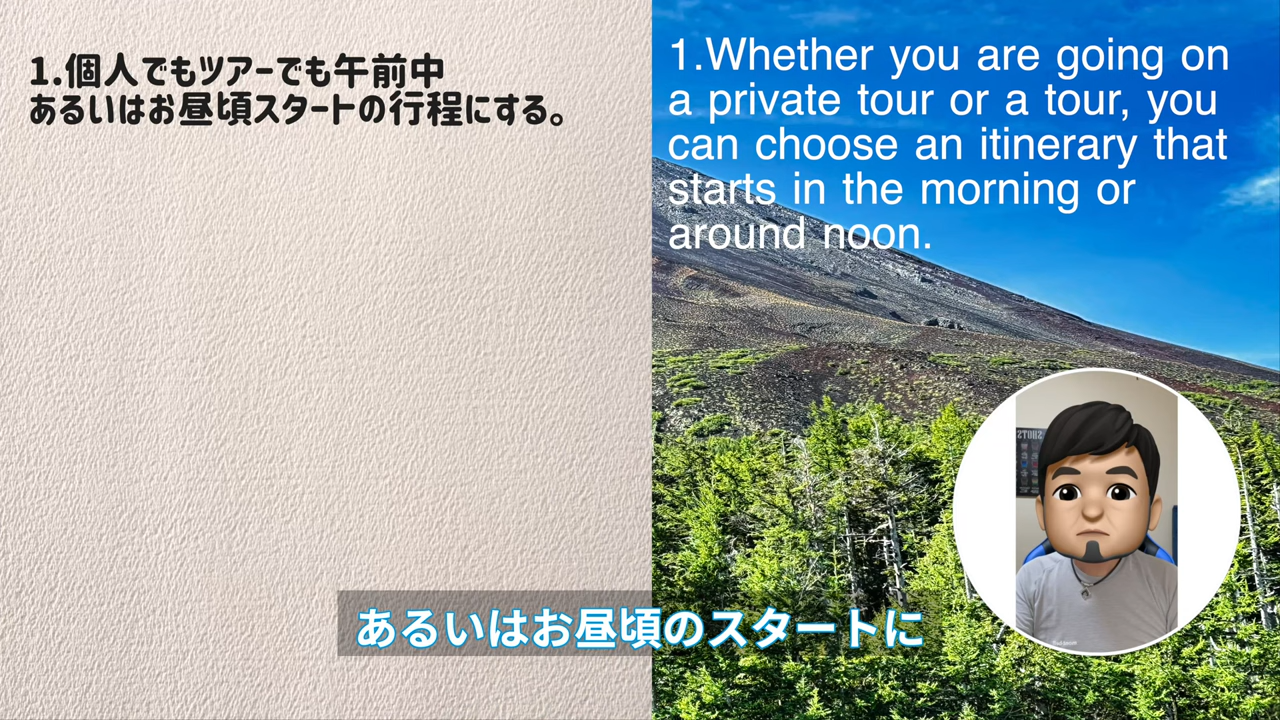 1.個人でもツアーでも午前中
あるいはお昼頃スタートの行程にする。
1.Whether you are going on
a private tour or a tour, you
can choose an itinerary that
starts in the morning or
around noon.
あるいはお昼頃のスタートに